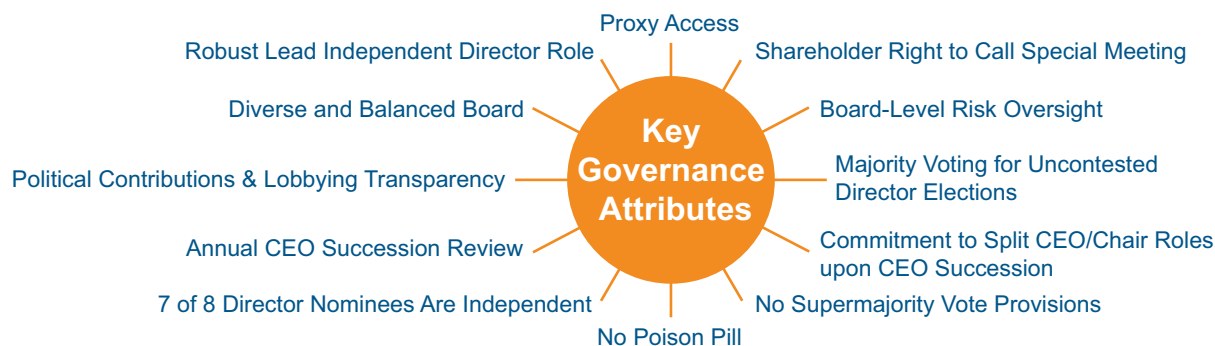 Proxy Access
Robust Lead Independent Director Role
Shareholder Right to Call Special Meeting
Diverse and Balanced Board
Board-Level Risk Oversight
Key
Governance
Attributes
Political Contributions & Lobbying Transparency
Majority Voting for Uncontested
Director Elections
Annual CEO Succession Review
Commitment to Split CEO/Chair Roles
upon CEO Succession
7 of 8 Director Nominees Are Independent
No Supermajority Vote Provisions
No Poison Pill